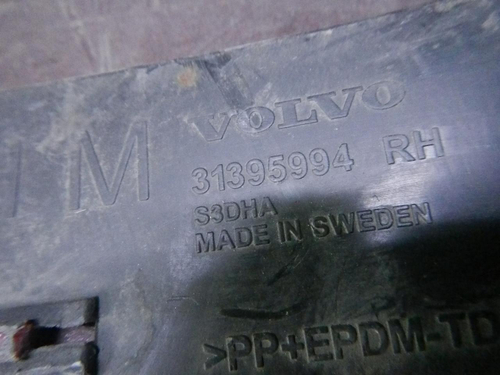 VOLVO
M
31395994 RH
S3DHA
MADE IN SWEDEN
>PP+EPDM-TD